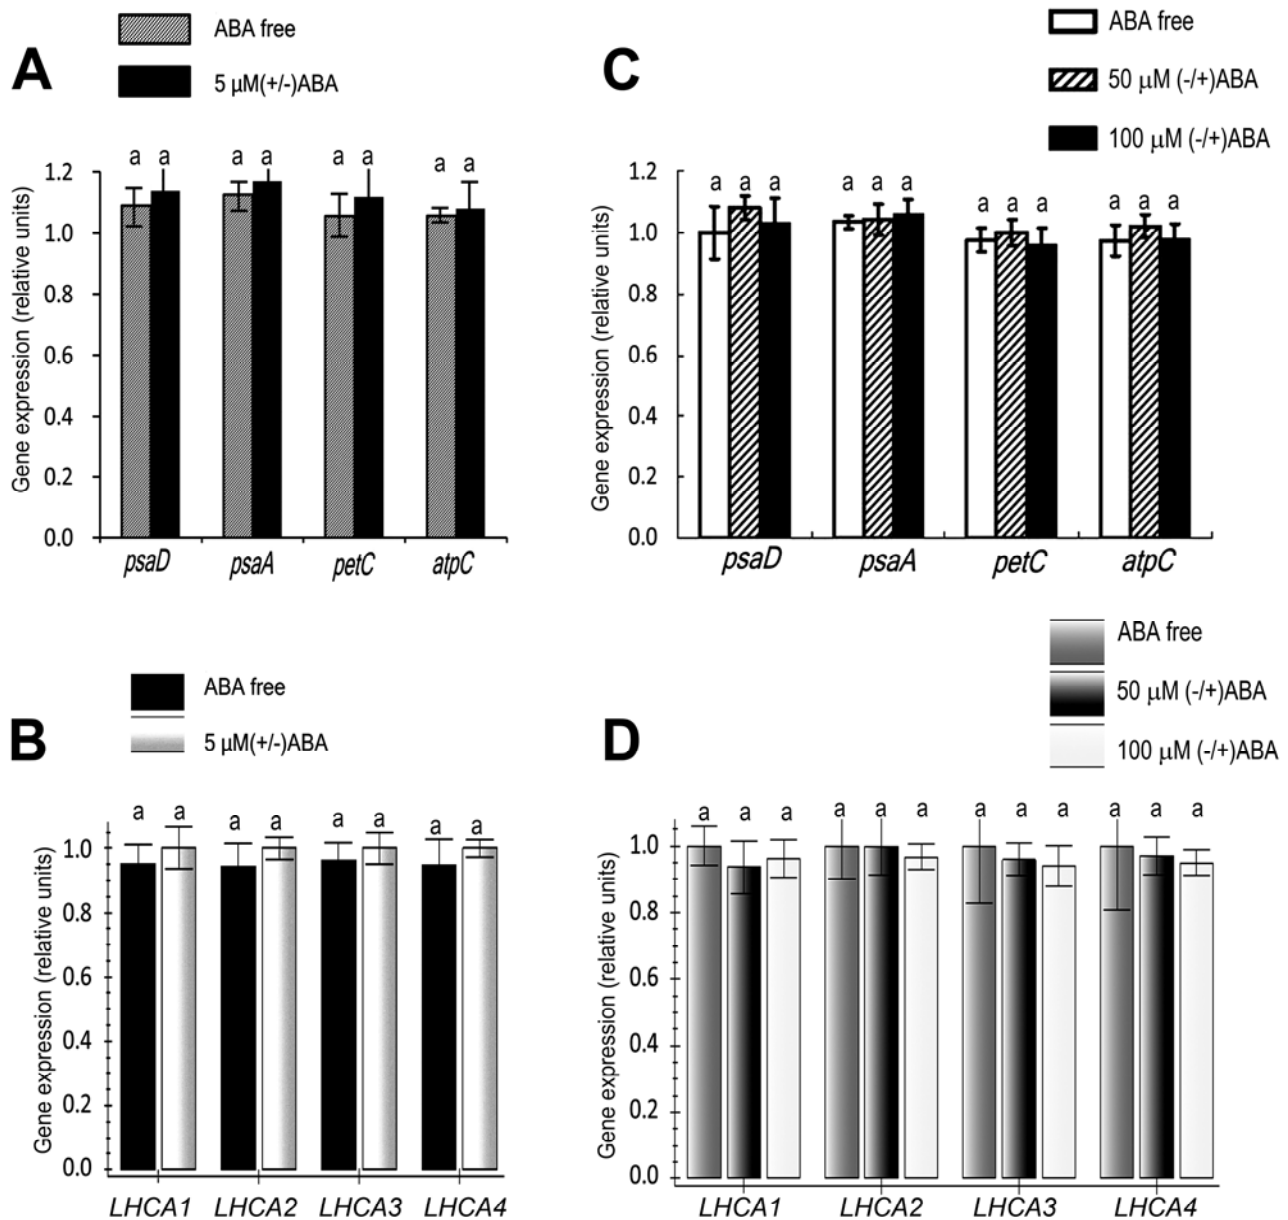 A
ABA free
5 μM(+/-)ABA
Gene expression (relative units)
a a a a a a a a
1.2
1.0
0.8
0.6
0.4
0.2
0.0
psaD psaA petC atpC
C
ABA free
50 μM (-/+)ABA
100 μM (-/+)ABA
Gene expression (relative units)
a a a a a a a a a a a a
1.2
1.0
0.8
0.6
0.4
0.2
0.0
psaD psaA petC atpC
B
ABA free
5 μM(+/-)ABA
Gene expression (relative units)
a a a a a a a a
1.0
0.8
0.6
0.4
0.2
0.0
LHCA1 LHCA2 LHCA3 LHCA4
D
ABA free
50 μM (-/+)ABA
100 μM (-/+)ABA
Gene expression (relative units)
a a a a a a a a a a a a
1.0
0.8
0.6
0.4
0.2
0.0
LHCA1 LHCA2 LHCA3 LHCA4